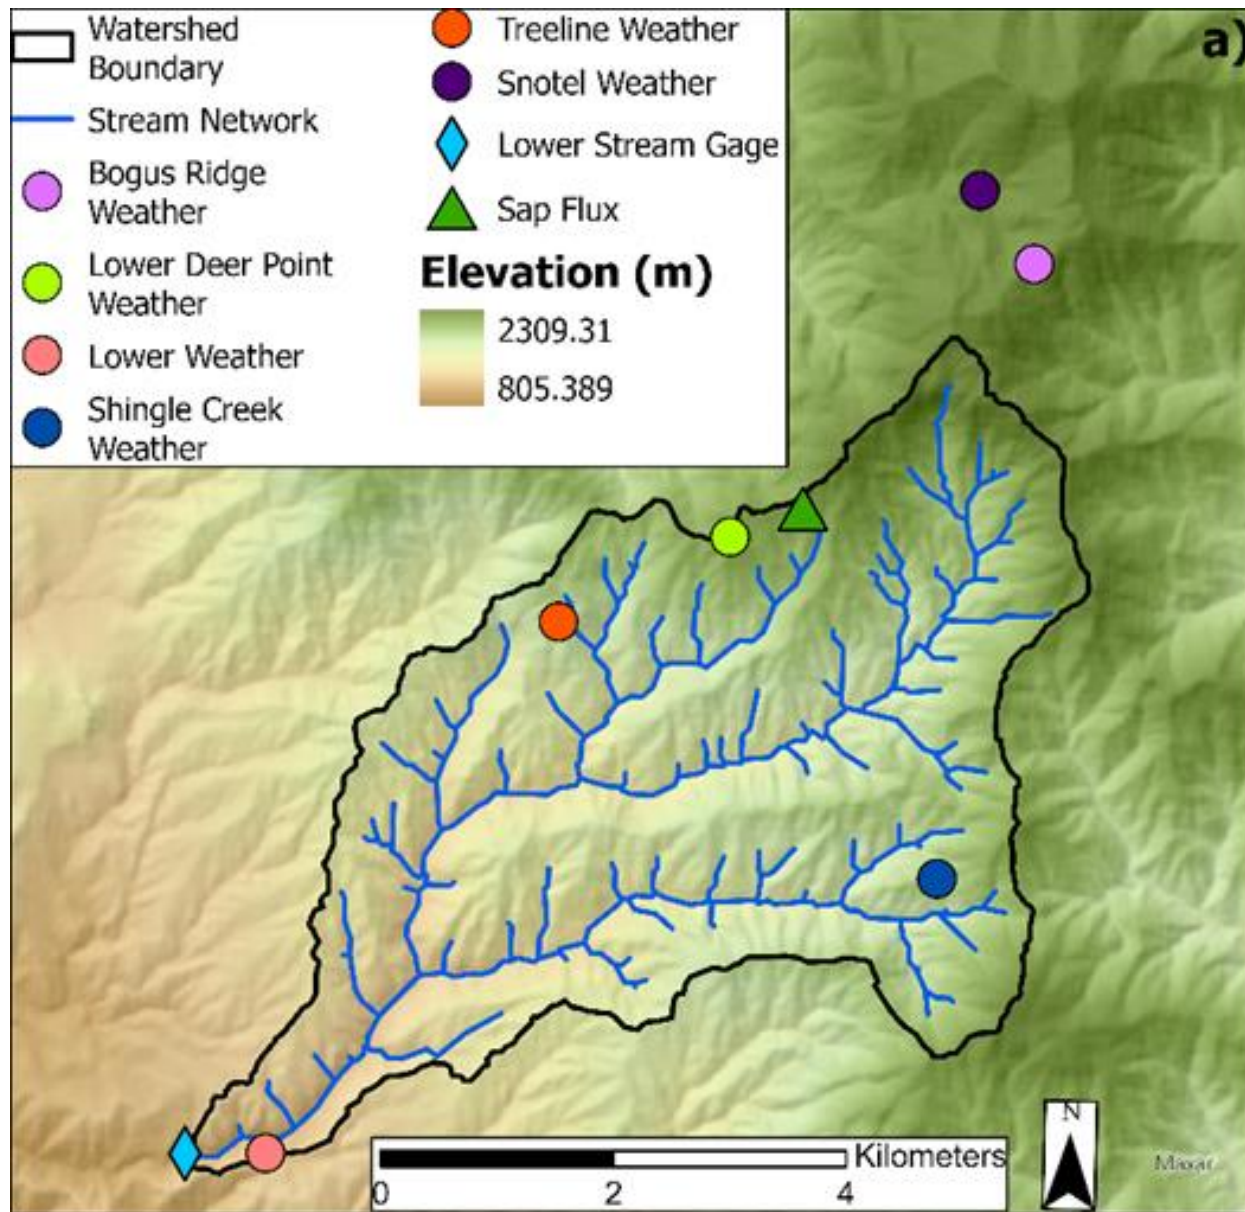 a)
Watershed
Boundary
Stream Network
Bogus Ridge
Weather
Lower Deer Point
Weather
Lower Weather
Shingle Creek
Weather
Treeline Weather
Snotel Weather
Lower Stream Gage
Sap Flux
Elevation (m)
2309.31
805.389
Kilometers
0 2 4
N
Maxar